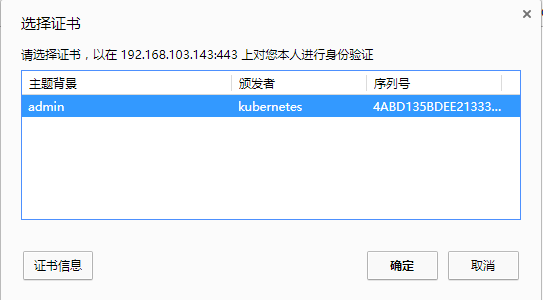 选择证书
请选择证书，以在 192.168.103.143:443 上对您本人进行身份验证
主题背景 颁发者 序列号
admin kubernetes 4ABD135BDEE21333...
证书信息 确定 取消